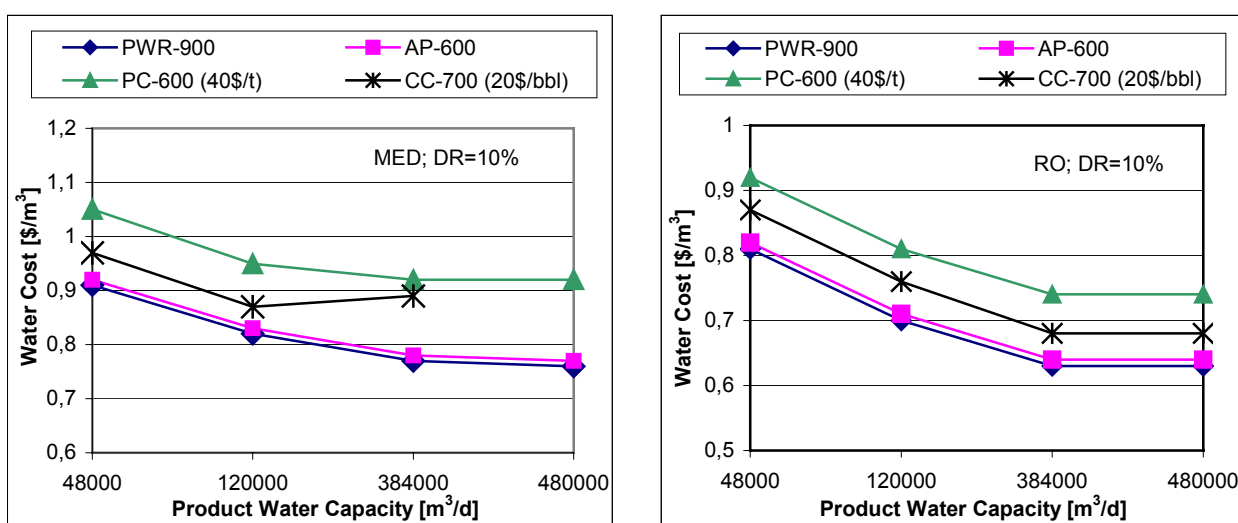 PWR-900 AP-600
PC-600 (40$/t) CC-700 (20$/bbl)
MED; DR=10%
Water Cost [$/m³]
1,2
1,1
1
0,9
0,8
0,7
0,6
48000 120000 384000 480000
Product Water Capacity [m³/d]
PWR-900 AP-600
PC-600 (40$/t) CC-700 (20$/bbl)
RO; DR=10%
Water Cost [$/m³]
1
0,9
0,8
0,7
0,6
0,5
48000 120000 384000 480000
Product Water Capacity [m³/d]